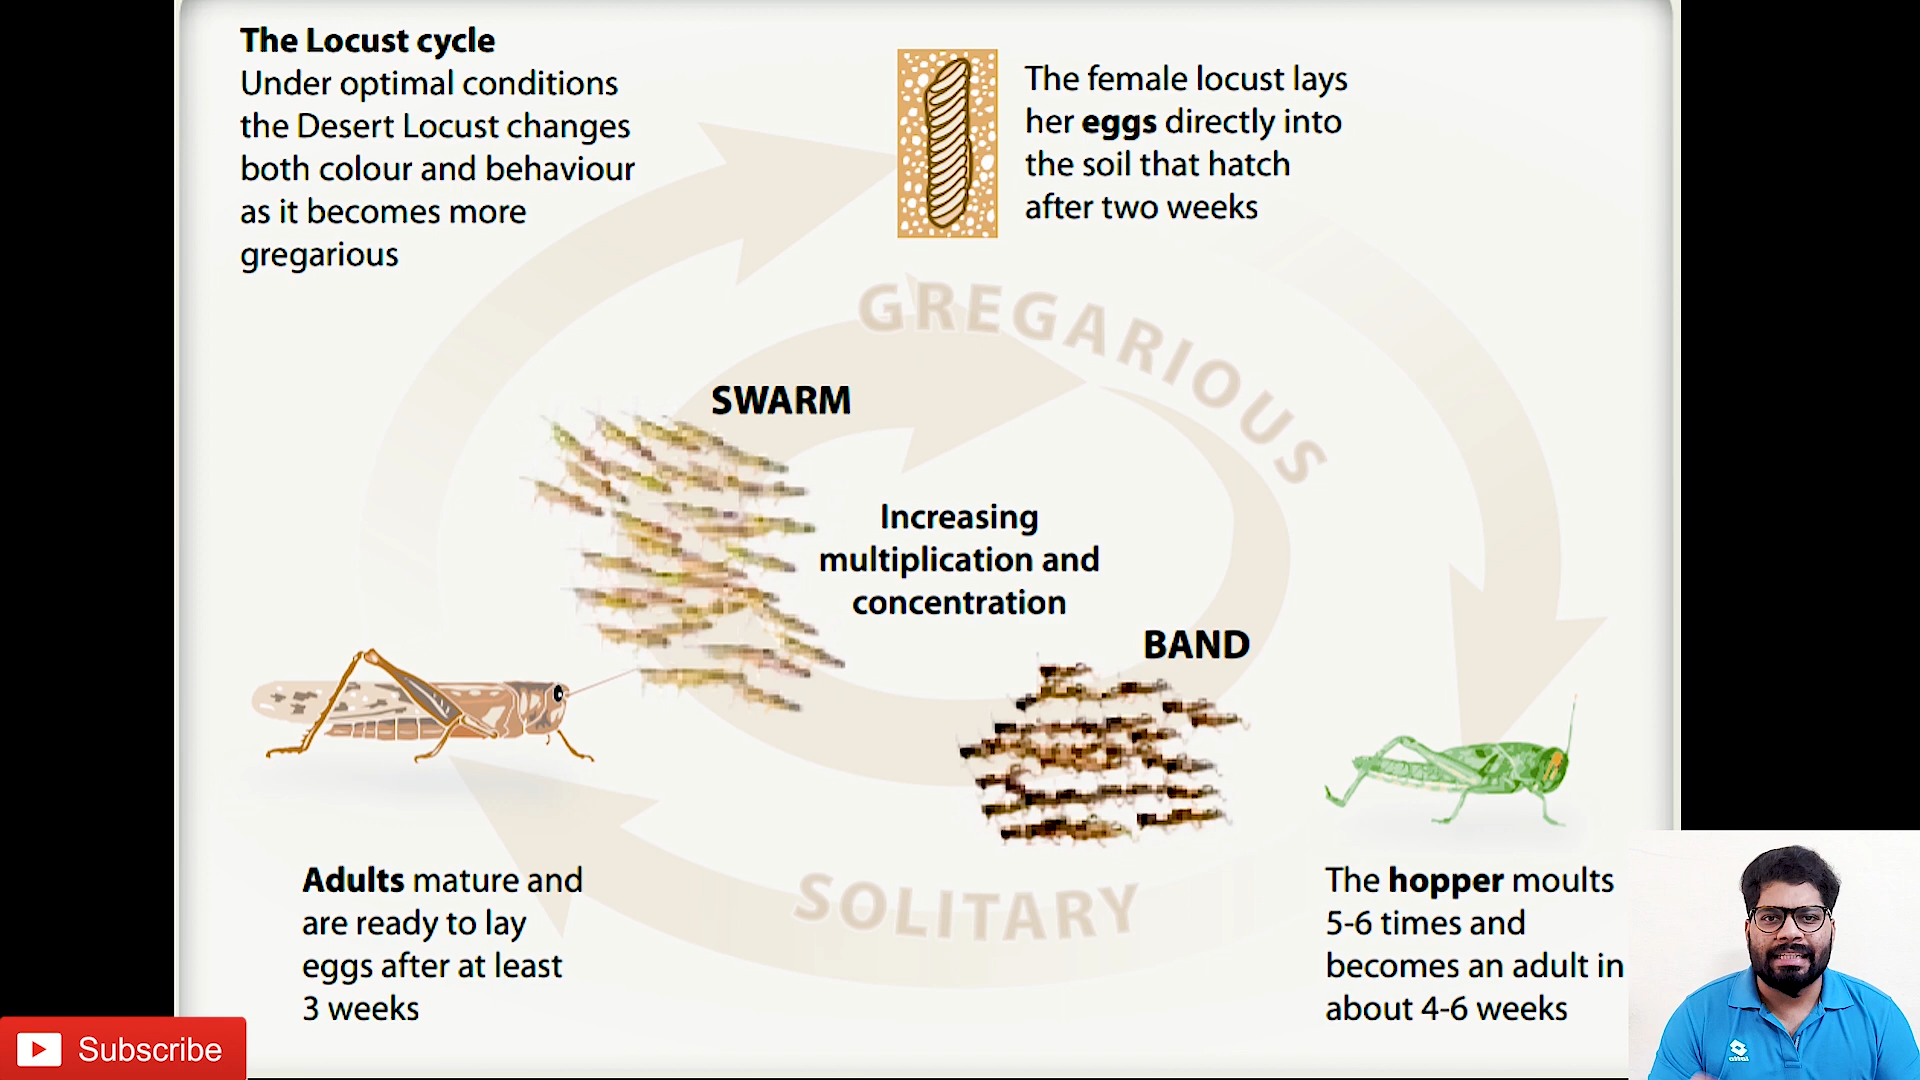 The Locust cycle
Under optimal conditions
the Desert Locust changes
both colour and behaviour
as it becomes more
gregarious
The female locust lays
her eggs directly into
the soil that hatch
after two weeks
GREGARIOUS
SWARM
Increasing
multiplication and
concentration
BAND
SOLITARY
Adults mature and
are ready to lay
eggs after at least
3 weeks
The hopper moults
5-6 times and
becomes an adult in
about 4-6 weeks
Subscribe